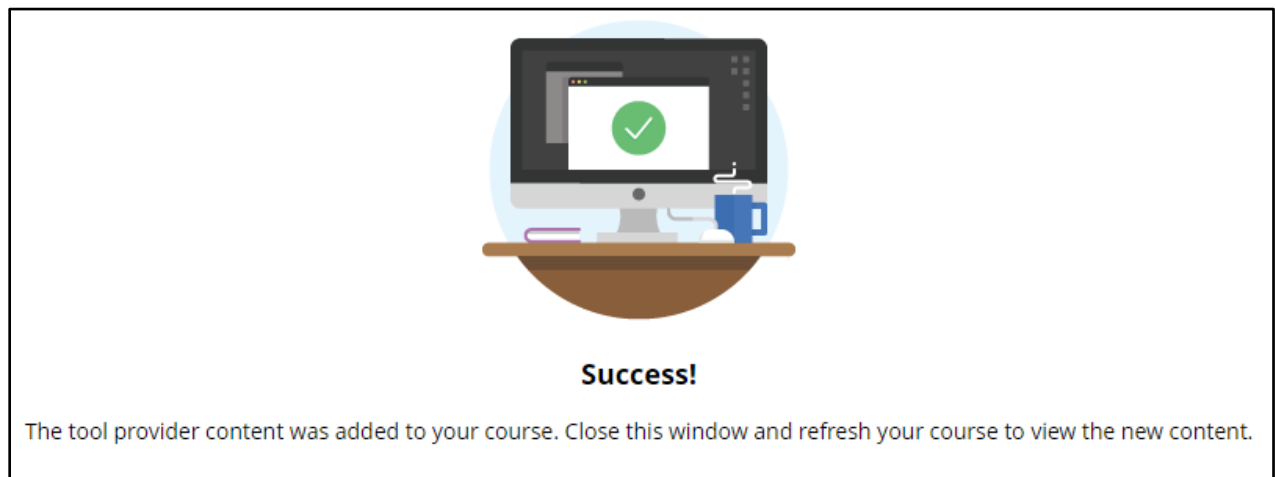 Success!
The tool provider content was added to your course. Close this window and refresh your course to view the new content.